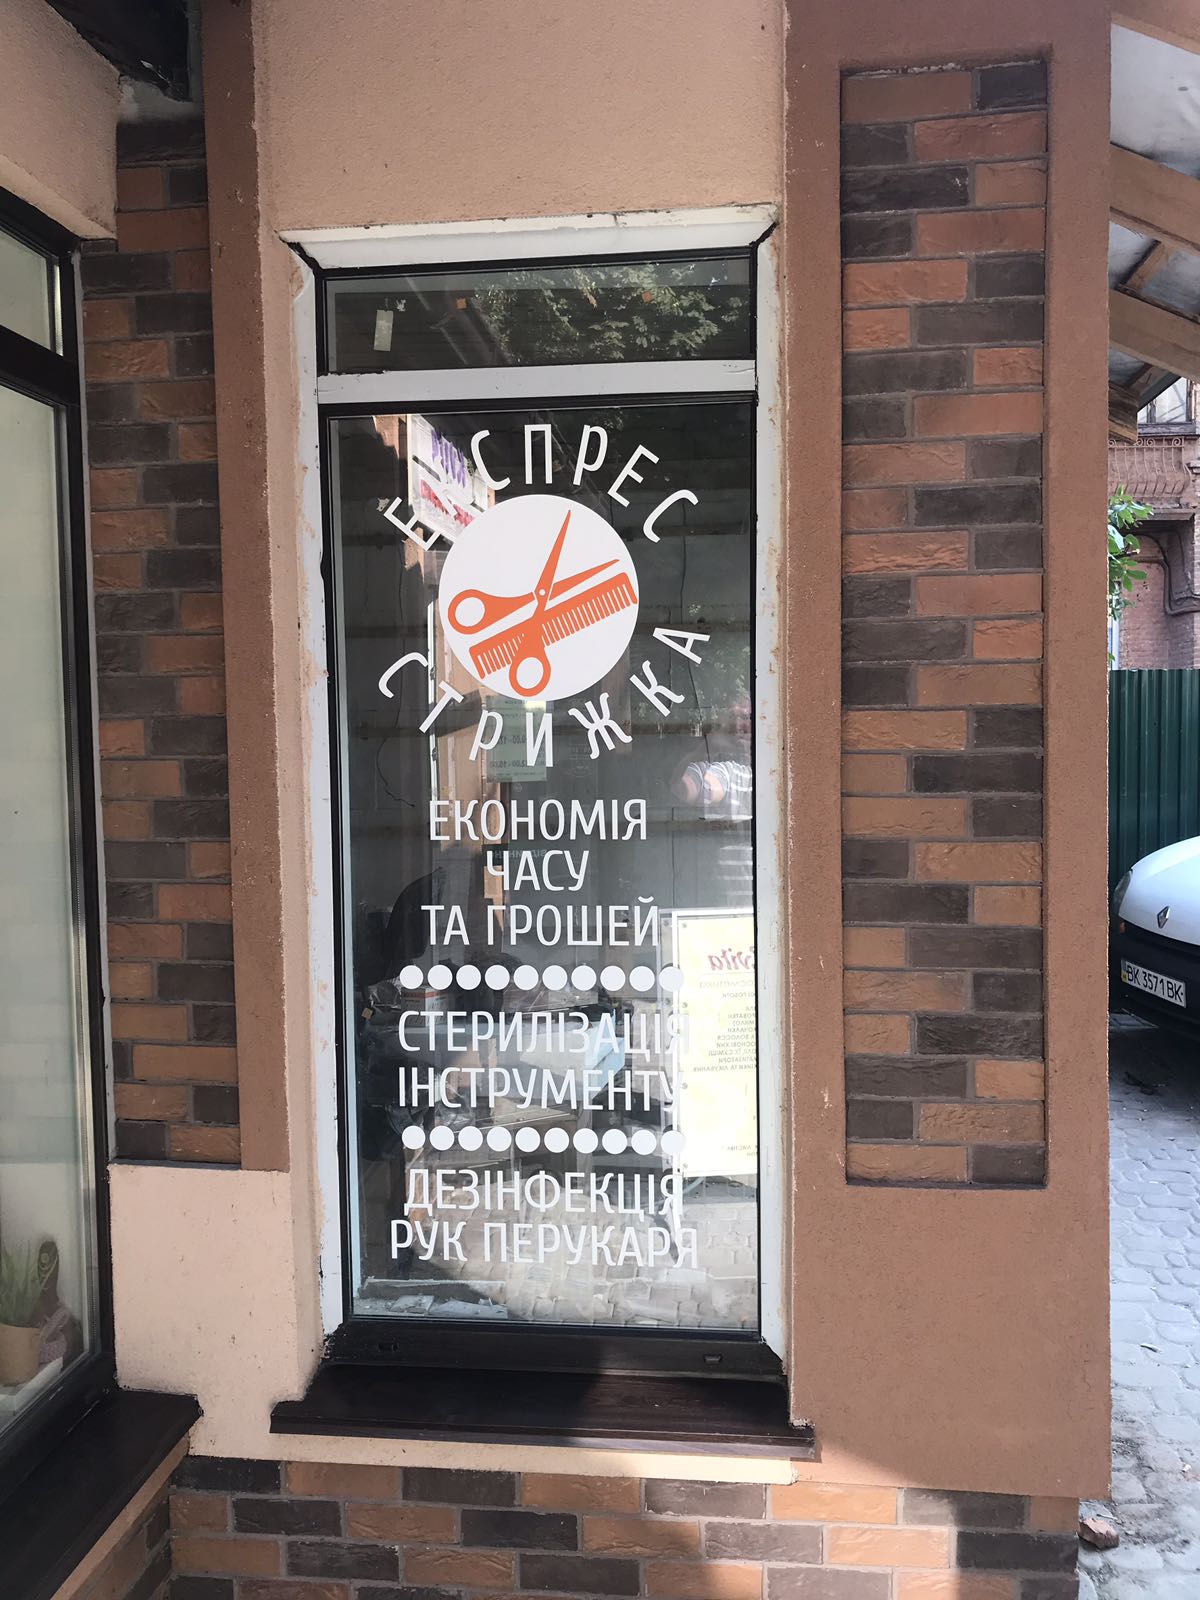 ЕКСПРЕС
СТРИЖКА
ЕКОНОМІЯ
ЧАСУ
ТА ГРОШЕЙ
СТЕРИЛІЗАЦІЯ
ІНСТРУМЕНТУ
ДЕЗІНФЕКЦІЯ
РУК ПЕРУКАРЯ
BK 3571 BK